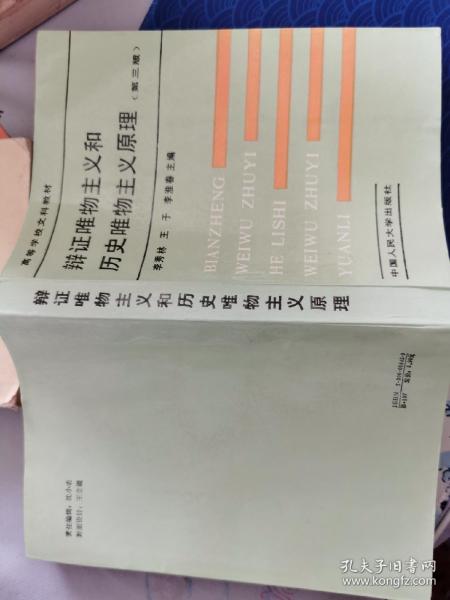 高等学校文科教材
辩证唯物主义和
历史唯物主义原理
(第三版)
李秀林 王于 李淮春 主编
BIANZHENG
WEIWU ZHUYI
HE LISHI
WEIWU ZHUYI
YUANLI
中国人民大学出版社
辩证唯物主义和历史唯物主义原理
孔夫子旧书网
www.kongfz.com